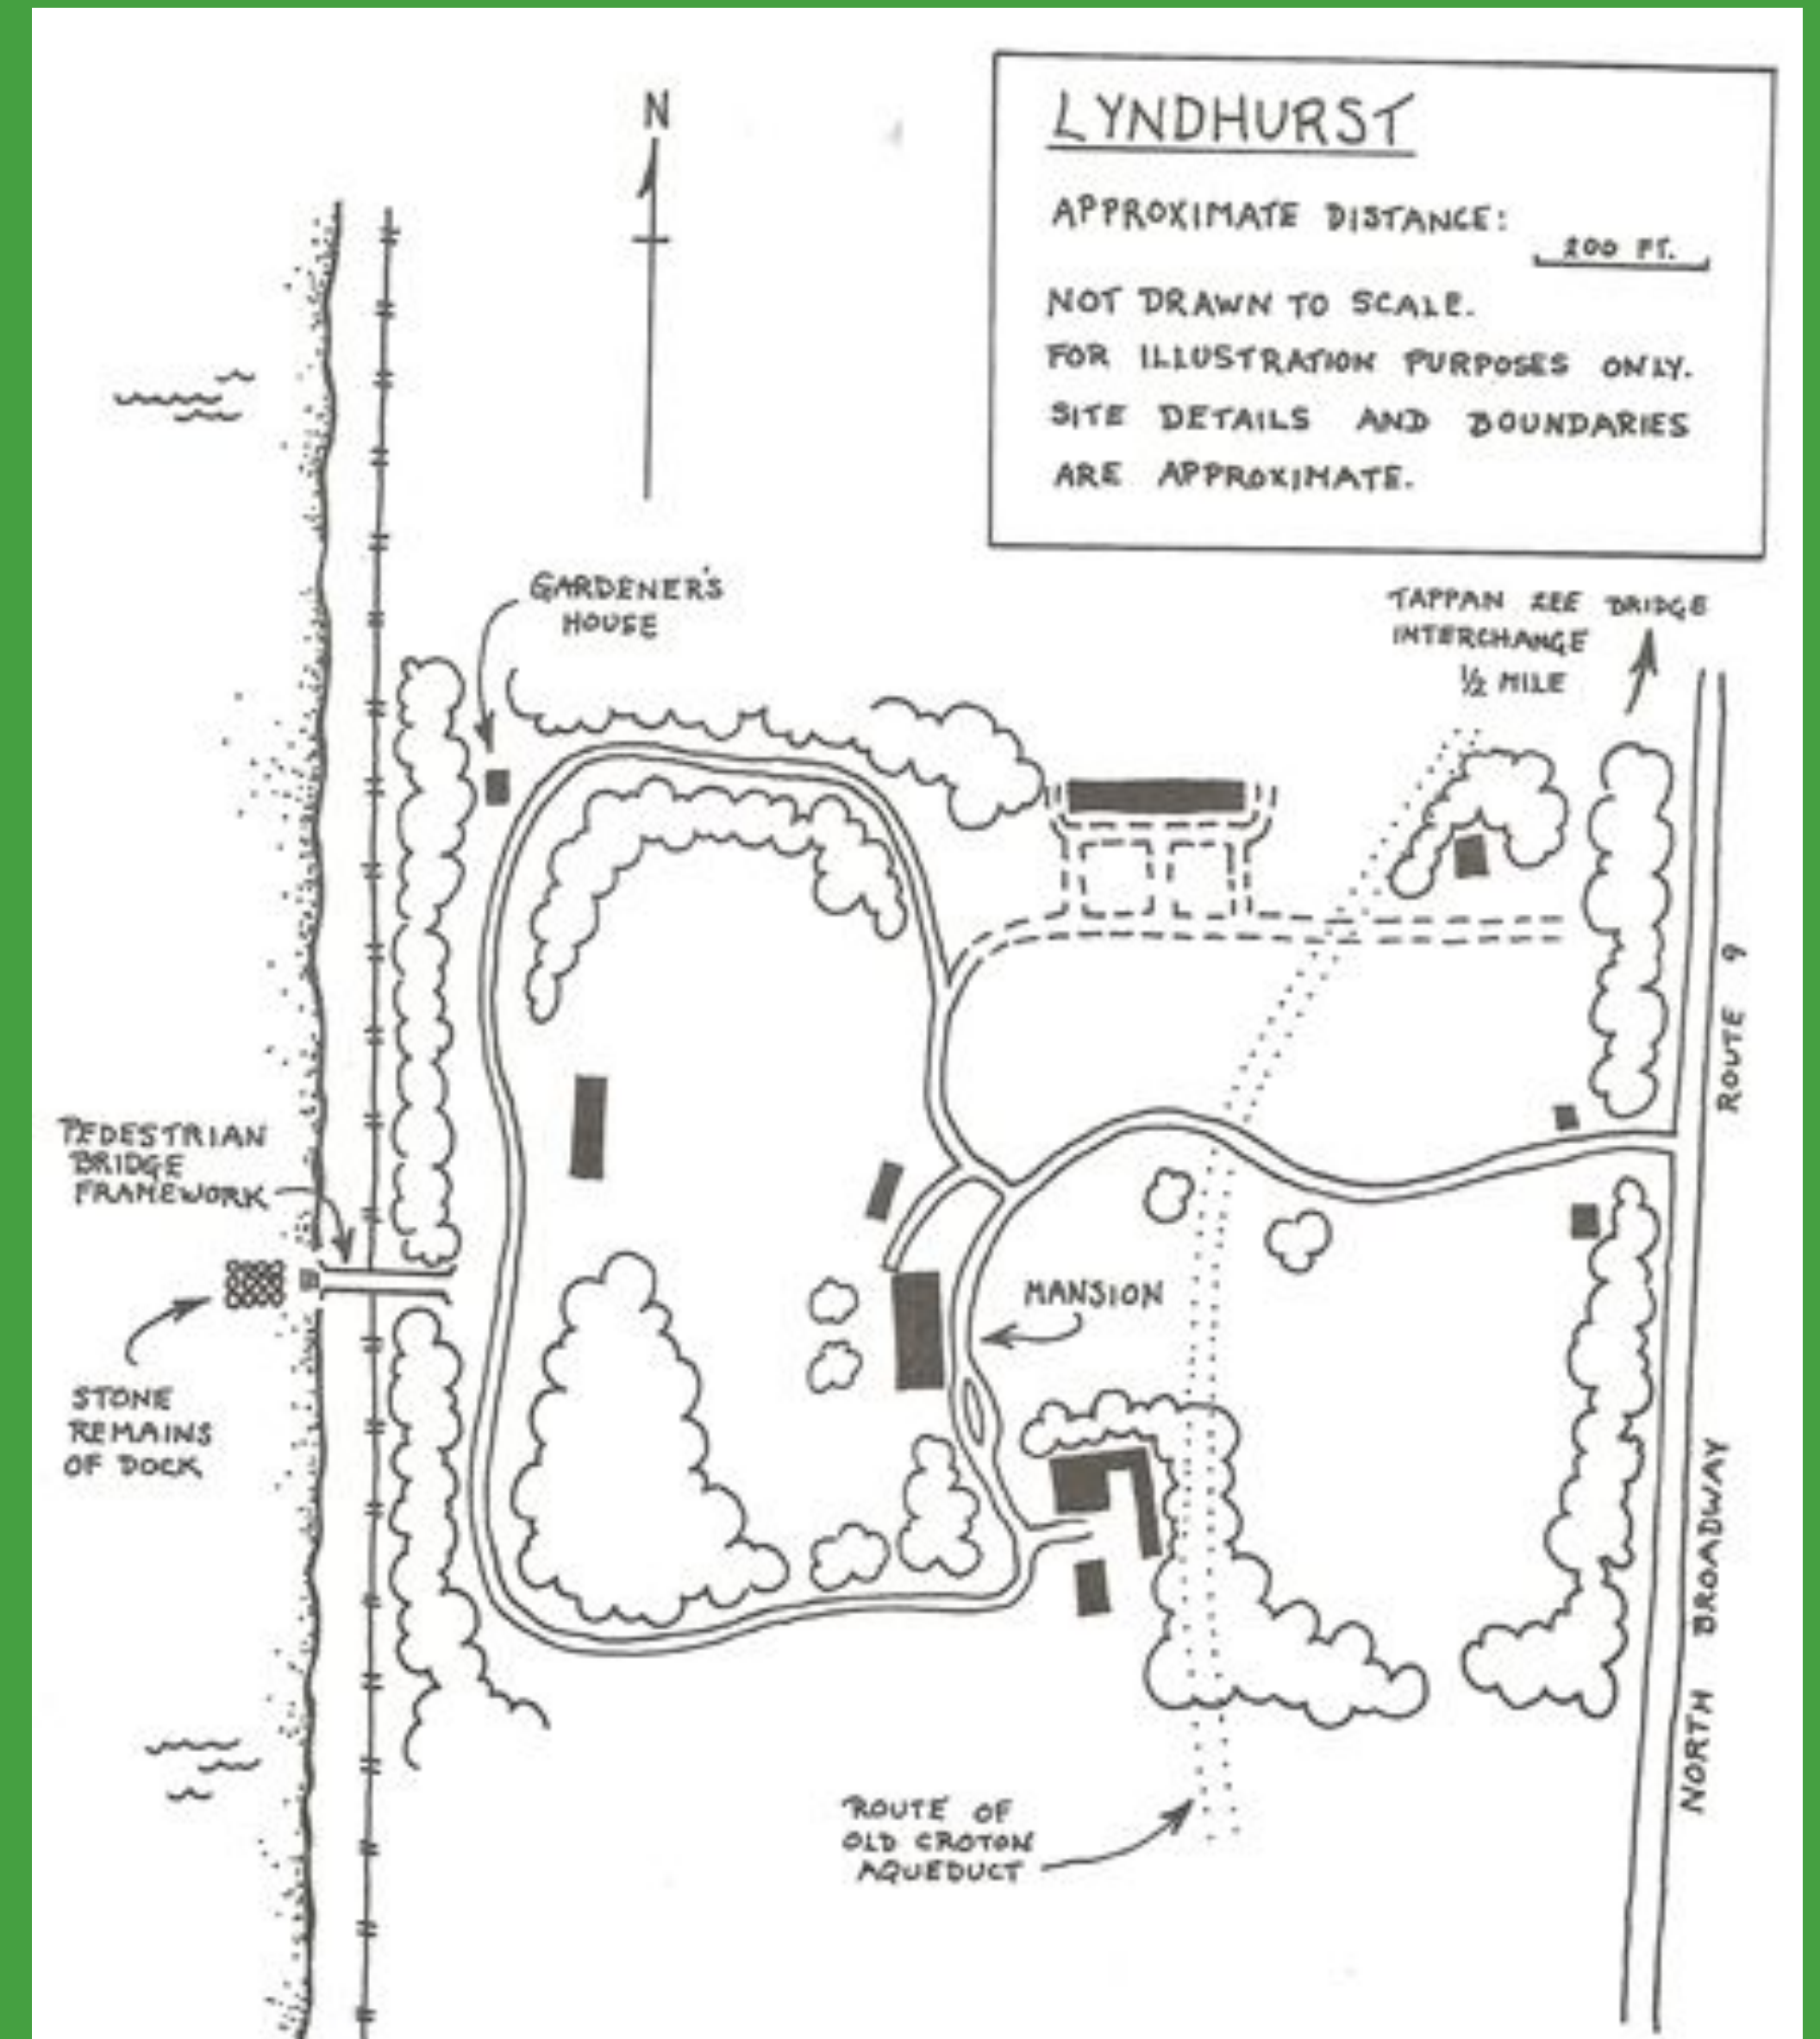 N
LYNDHURST
APPROXIMATE DISTANCE:
200 FT.
NOT DRAWN TO SCALE.
FOR ILLUSTRATION PURPOSES ONLY.
SITE DETAILS AND BOUNDARIES
ARE APPROXIMATE.
GARDENER'S
HOUSE
TAPPAN ZEE BRIDGE
INTERCHANGE
½ MILE
ROUTE 9
PEDESTRIAN
BRIDGE
FRAMEWORK
MANSION
STONE
REMAINS
OF DOCK
NORTH BROADWAY
ROUTE OF
OLD CROTON
AQUEDUCT